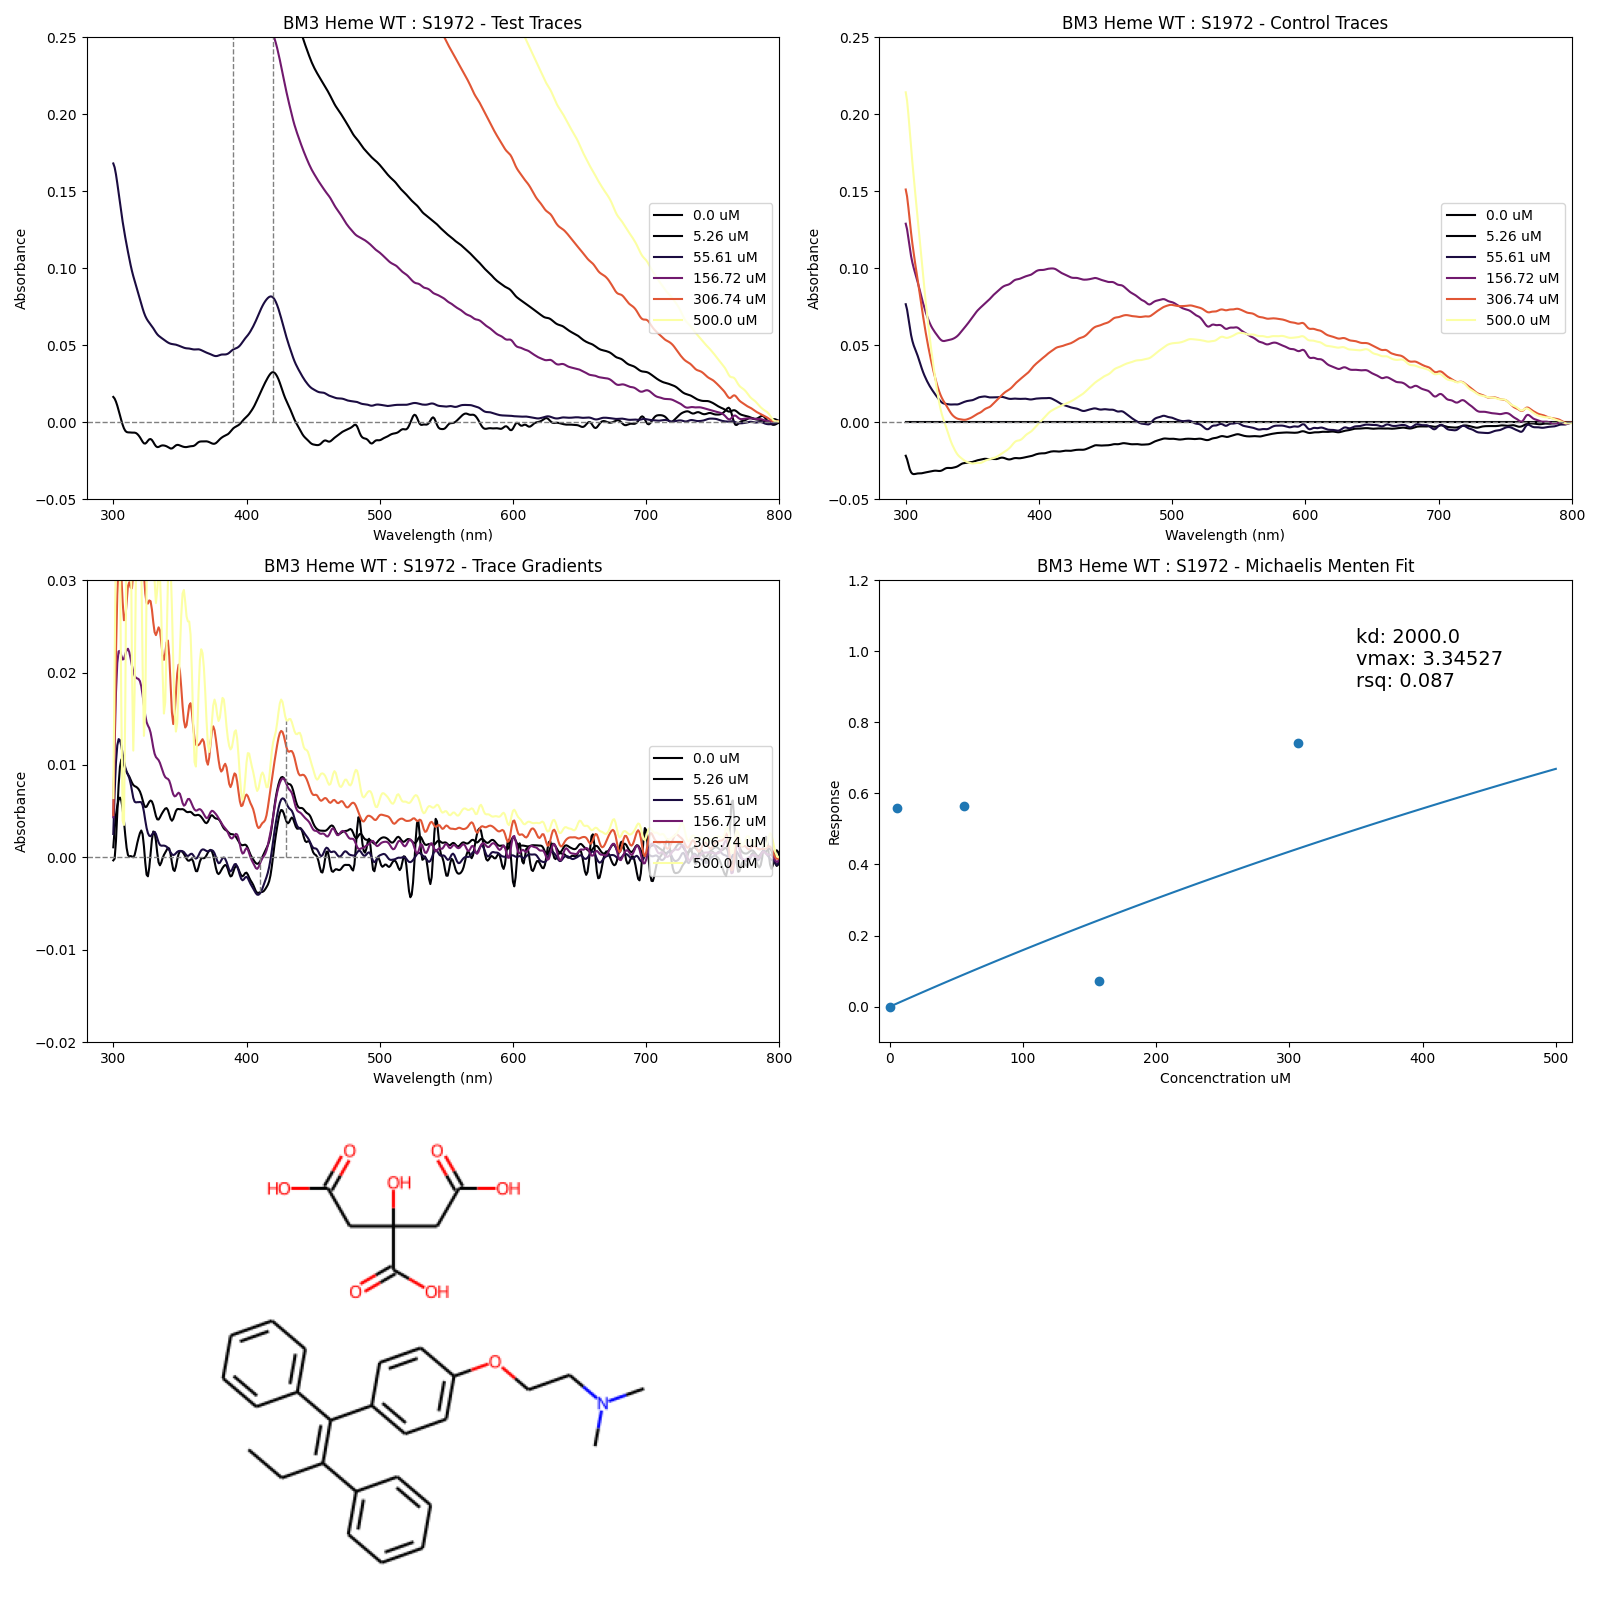 BM3 Heme WT : S1972 - Test Traces
0.25
0.20
0.15
0.10
0.05
0.00
−0.05
Absorbance
300 400 500 600 700 800
Wavelength (nm)
0.0 uM
5.26 uM
55.61 uM
156.72 uM
306.74 uM
500.0 uM
BM3 Heme WT : S1972 - Control Traces
0.25
0.20
0.15
0.10
0.05
0.00
−0.05
Absorbance
300 400 500 600 700 800
Wavelength (nm)
0.0 uM
5.26 uM
55.61 uM
156.72 uM
306.74 uM
500.0 uM
BM3 Heme WT : S1972 - Trace Gradients
0.03
0.02
0.01
0.00
−0.01
−0.02
Absorbance
300 400 500 600 700 800
Wavelength (nm)
0.0 uM
5.26 uM
55.61 uM
156.72 uM
306.74 uM
500.0 uM
BM3 Heme WT : S1972 - Michaelis Menten Fit
1.2
1.0
0.8
0.6
0.4
0.2
0.0
Response
0 100 200 300 400 500
Concenctration uM
kd: 2000.0
vmax: 3.34527
rsq: 0.087
O O
HO OH OH
O OH
O
N